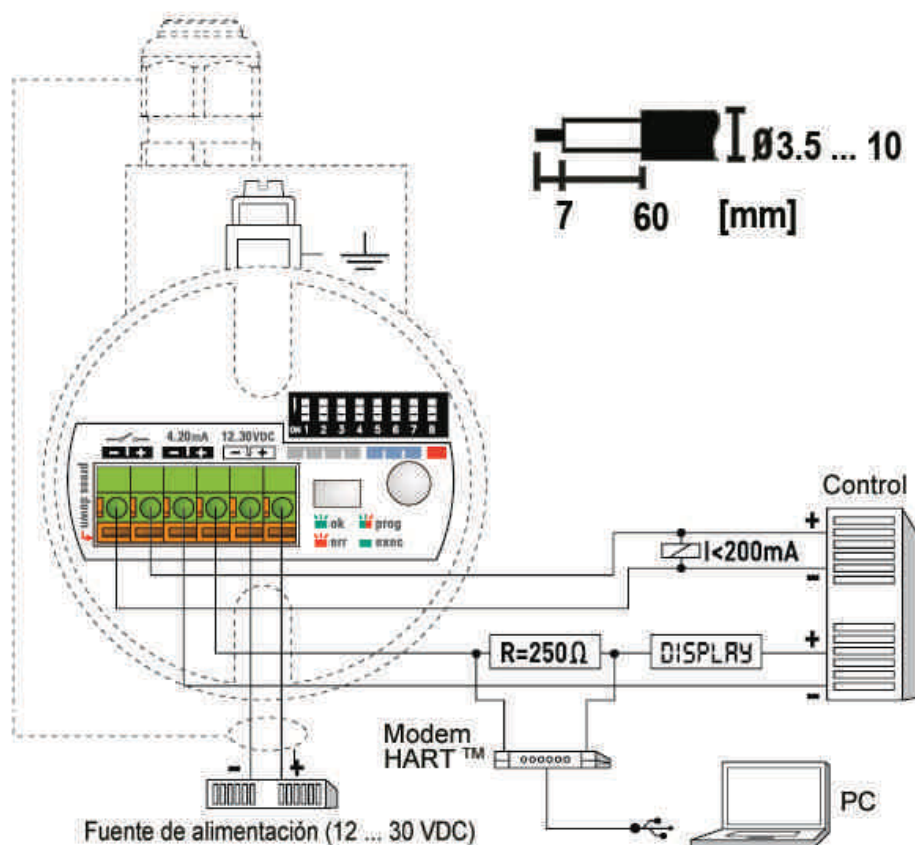 Ø3.5 ... 10
7 60 [mm]
ON 1 2 3 4 5 6 7 8
4..20mA 12..30VDC
- + - + - +
press down
ok prog
err exec
Control
+
I<200mA
-
+
R=250Ω DISPLAY
-
Modem
HART™
PC
- +
Fuente de alimentación (12 ... 30 VDC)